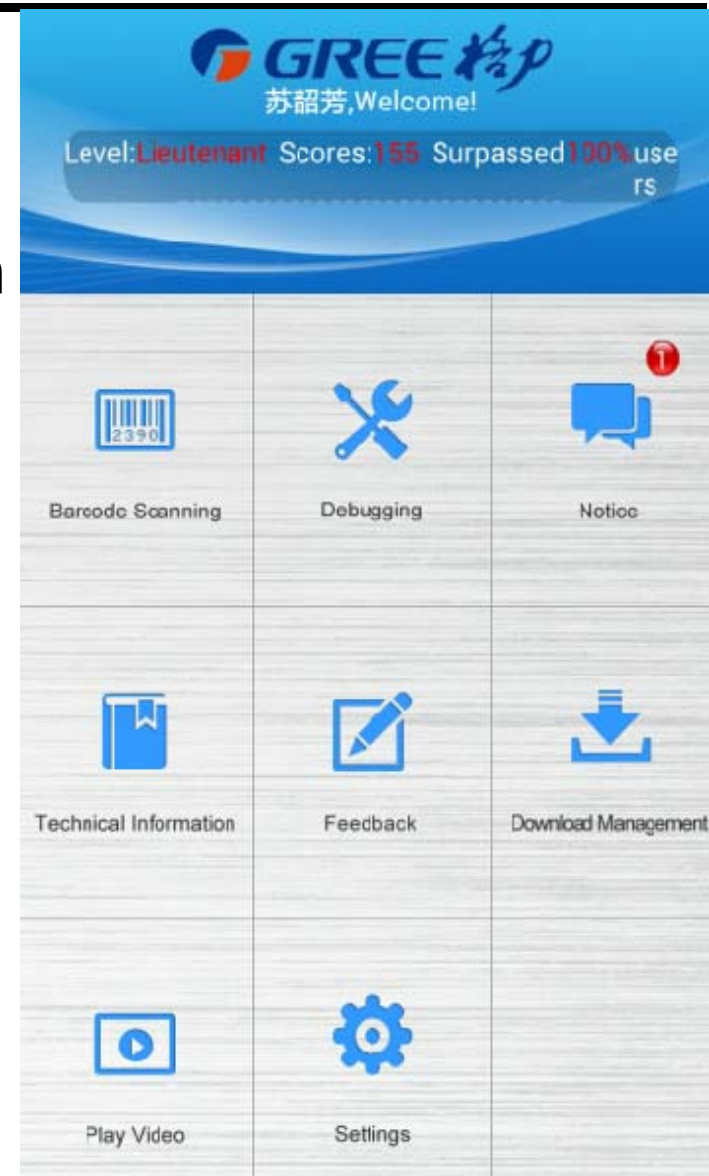 GREE 格力
苏韶芳,Welcome!
Level:Lieutenant Scores:155 Surpassed100%use
rs
1
2390
Barcode Scanning
Debugging
Notice
Technical Information
Feedback
Download Management
Play Video
Settings